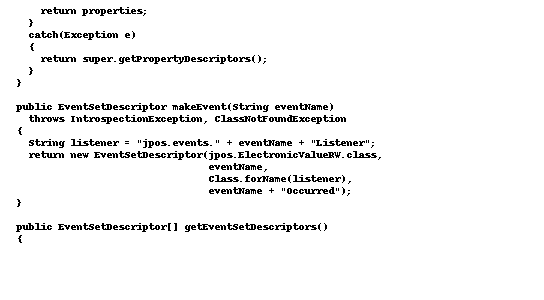 return properties;
}
catch(Exception e)
{
return super.getPropertyDescriptors();
}
}
public EventSetDescriptor makeEvent(String eventName)
throws IntrospectionException, ClassNotFoundException
{
String listener = "jpos.events." + eventName + "Listener";
return new EventSetDescriptor(jpos.ElectronicValueRW.class,
eventName,
Class.forName(listener),
eventName + "Occurred");
}
public EventSetDescriptor[] getEventSetDescriptors()
{